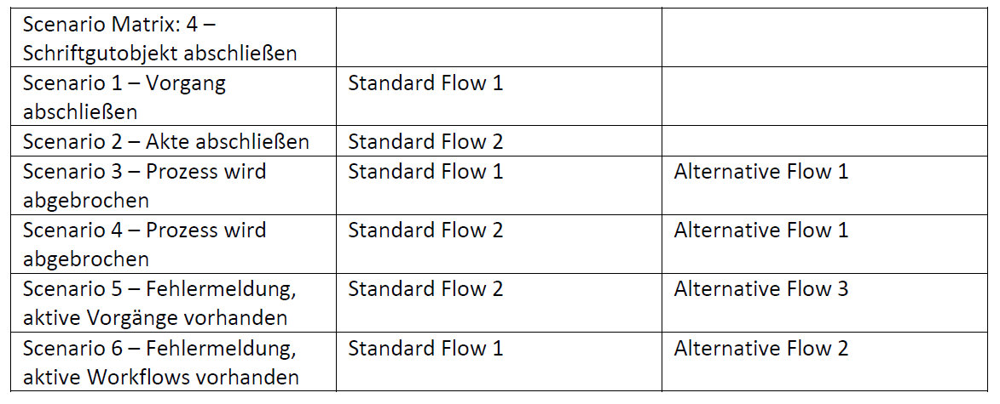 Scenario Matrix: 4 –
Schriftgutobjekt abschließen
Scenario 1 – Vorgang
abschließen
Standard Flow 1
Scenario 2 – Akte abschließen
Standard Flow 2
Scenario 3 – Prozess wird
abgebrochen
Standard Flow 1
Alternative Flow 1
Scenario 4 – Prozess wird
abgebrochen
Standard Flow 2
Alternative Flow 1
Scenario 5 – Fehlermeldung,
aktive Vorgänge vorhanden
Standard Flow 2
Alternative Flow 3
Scenario 6 – Fehlermeldung,
aktive Workflows vorhanden
Standard Flow 1
Alternative Flow 2